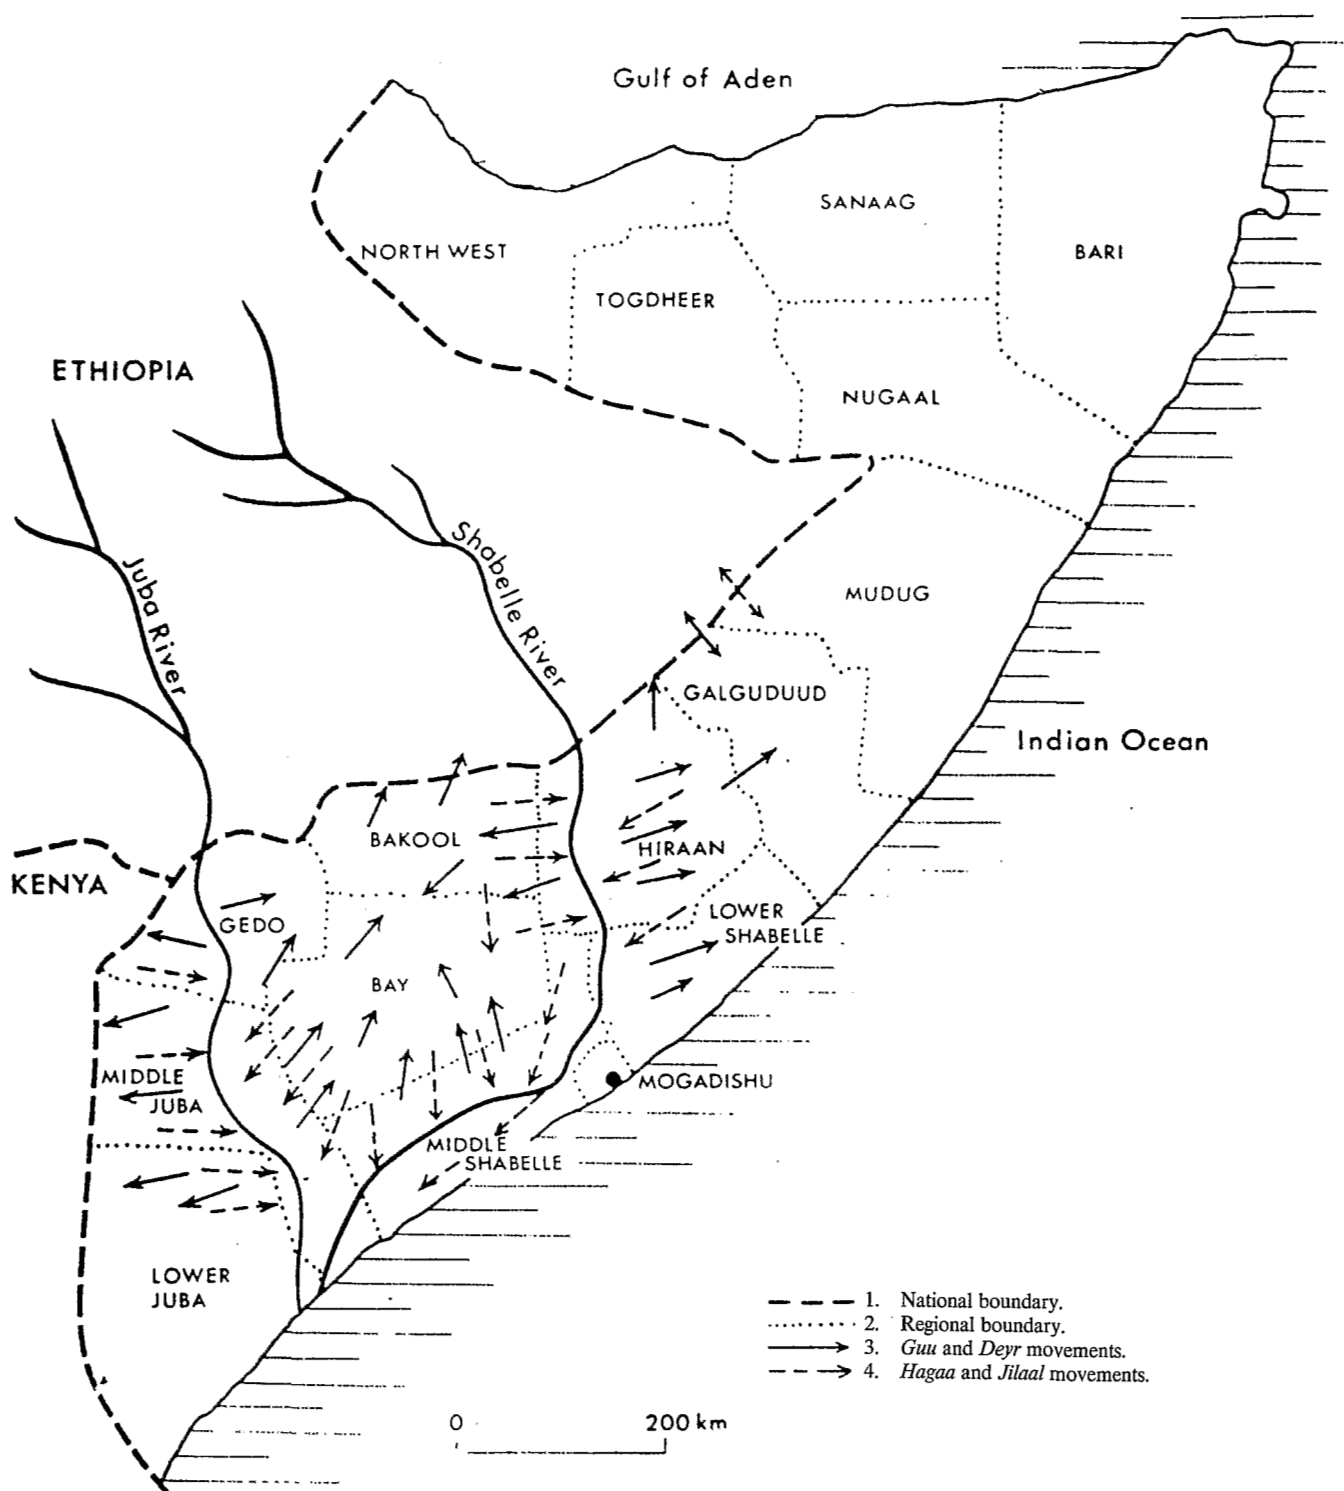 Gulf of Aden
SANAAG
NORTH WEST
BARI
TOGDHEER
ETHIOPIA
NUGAAL
Shabelle River
Juba River
MUDUG
GALGUDUUD
Indian Ocean
BAKOOL
HIRAAN
KENYA
GEDO
LOWER
SHABELLE
BAY
MIDDLE
JUBA
MOGADISHU
MIDDLE
SHABELLE
LOWER
JUBA
1. National boundary.
2. Regional boundary.
3. Guu and Deyr movements.
4. Hagaa and Jilaal movements.
0 200 km